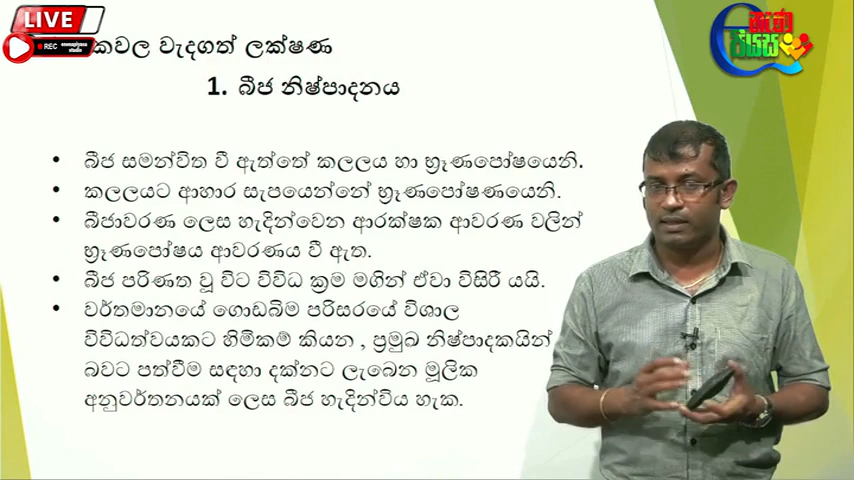 LIVE
REC
කවල වැදගත් ලක්ෂණ
ගුණ
පියස
1. බීජ නිෂ්පාදනය
• බීජ සමන්විත වී ඇත්තේ කලලය හා භ්‍රෑණපෝෂයෙනි.
• කලලයට ආහාර සැපයෙන්නේ භ්‍රෑණපෝෂණයෙනි.
• බීජාවරණ ලෙස හැදින්වෙන ආරක්ෂක ආවරණ වලින්
භ්‍රෑණපෝෂය ආවරණය වී ඇත.
• බීජ පරිණත වූ විට විවිධ ක්‍රම මගින් ඒවා විසිරී යයි.
• වර්තමානයේ ගොඩබිම පරිසරයේ විශාල
විවිධත්වයකට හිමිකම් කියන , ප්‍රමුඛ නිෂ්පාදකයින්
බවට පත්වීම සඳහා දක්නට ලැබෙන මූලික
අනුවර්තනයක් ලෙස බීජ හැදින්විය හැක.